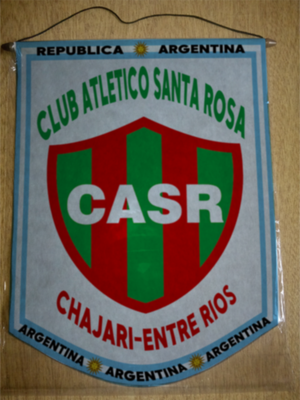 REPUBLICA ARGENTINA
CLUB ATLETICO SANTA ROSA
CASR
CHAJARI-ENTRE RIOS
ARGENTINA ARGENTINA ARGENTINA